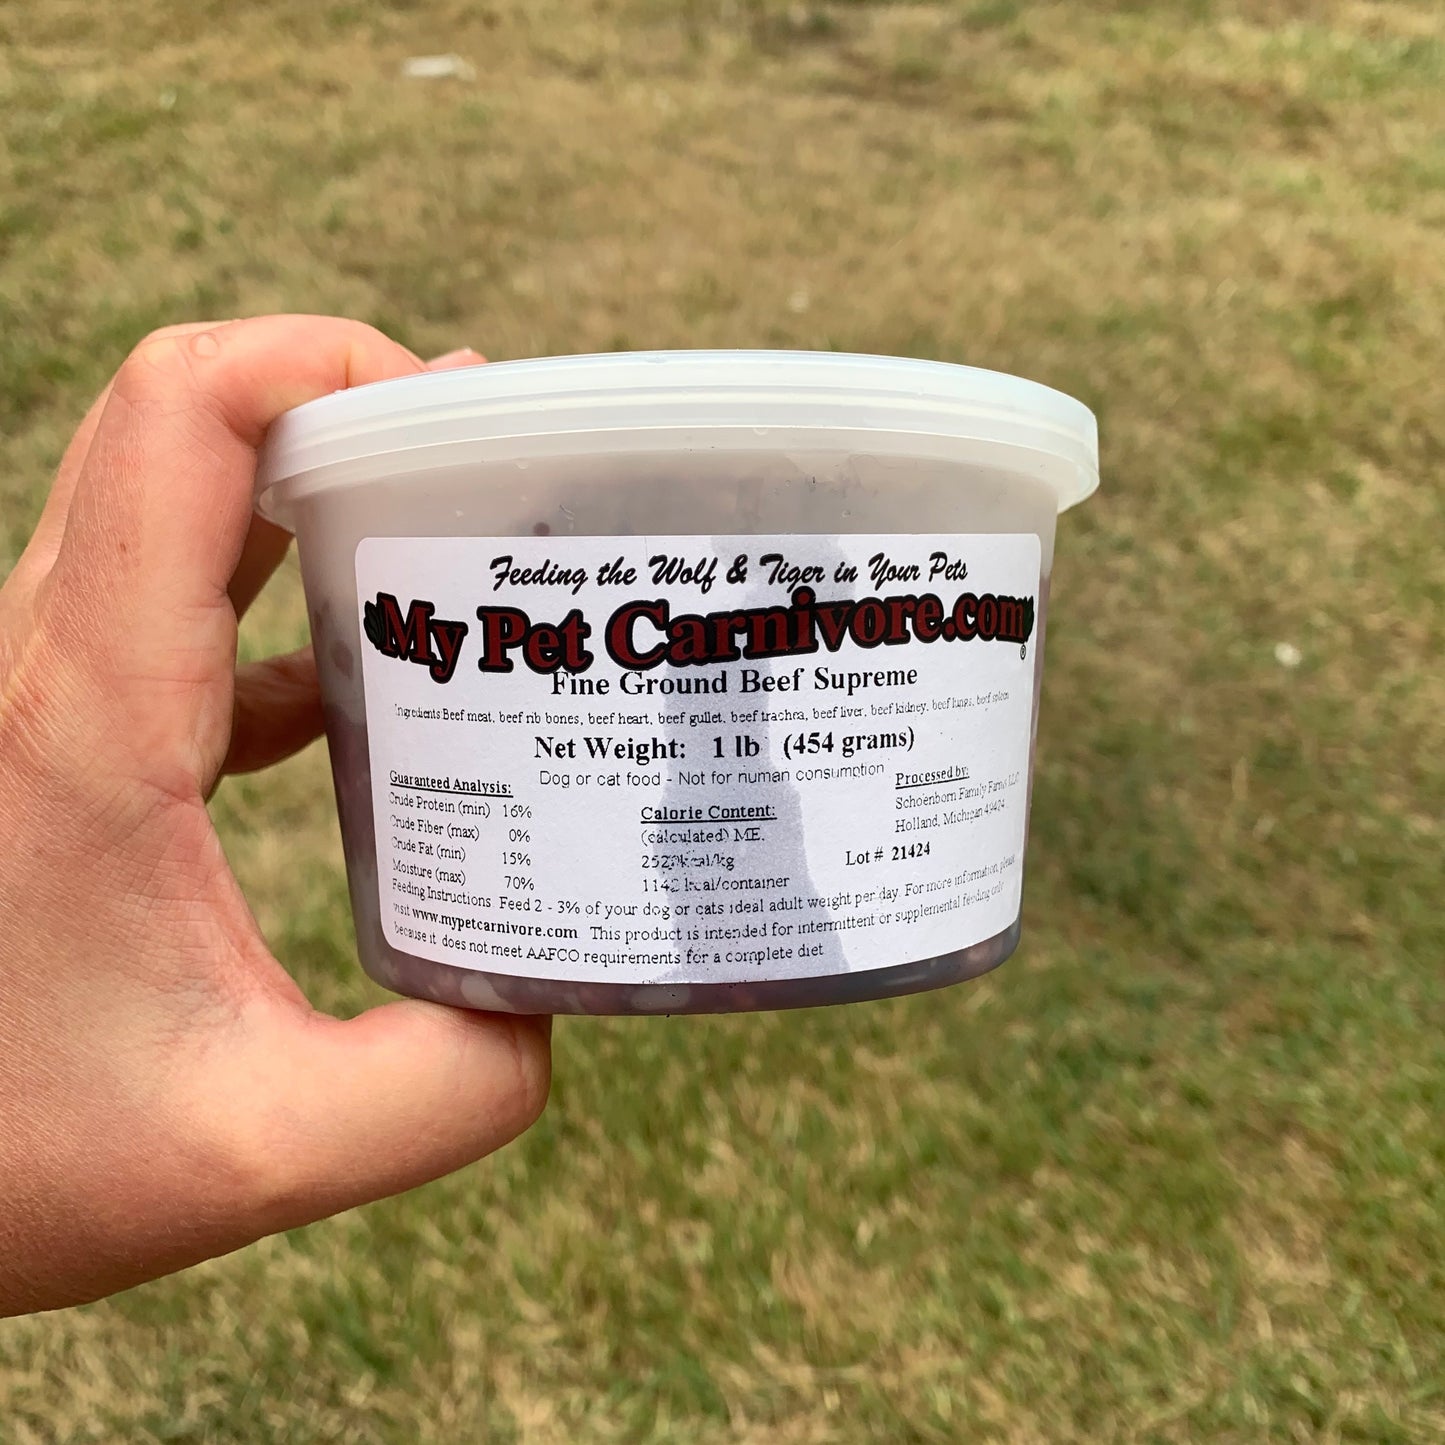 Feeding the Wolf & Tiger in Your Pets
My Pet Carnivore.com®
Fine Ground Beef Supreme
Ingredients:Beef meat, beef rib bones, beef heart, beef gullet, beef trachea, beef liver, beef kidney, beef lungs, beef spleen
Net Weight: 1 lb (454 grams)
Dog or cat food - Not for human consumption
Guaranteed Analysis:
Crude Protein (min) 16%
Crude Fiber (max) 0%
Crude Fat (min) 15%
Moisture (max) 70%
Calorie Content:
(calculated) ME.
kcal/kg
1142 kcal/container
Processed by:
Schoenborn Family Farms LLC
Holland, Michigan 49424
Lot # 21424
Feeding Instructions Feed 2 - 3% of your dog or cats ideal adult weight per day. For more information, please
visit www.mypetcarnivore.com This product is intended for intermittent or supplemental feeding only
because it does not meet AAFCO requirements for a complete diet